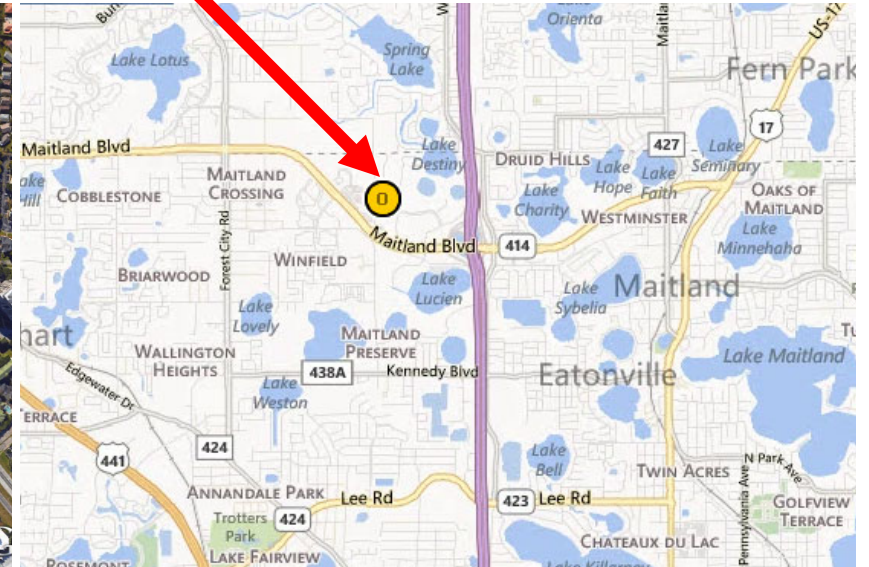 Lake
Orienta
US-17
Lake Lotus
Spring
Lake
Fern Park
17
427
Maitland Blvd
Lake
Destiny
DRUID HILLS
Lake
Seminary
MAITLAND
CROSSING
Lake
Hope
Lake
Faith
COBBLESTONE
O
Lake
Charity
WESTMINSTER
OAKS OF
MAITLAND
Forest City Rd
Maitland Blvd
414
Lake
Minnehaha
WINFIELD
BRIARWOOD
Lake
Lucien
Lake
Sybelia
Maitland
Lake
Lovely
MAITLAND
PRESERVE
WALLINGTON
HEIGHTS
438A
Kennedy Blvd
Eatonville
Lake Maitland
Edgewater Dr
Lake
Weston
ERRACE
424
441
Lake
Bell
TWIN ACRES
N Park Ave
ANNANDALE PARK
Lee Rd
423
Lee Rd
Pennsylvania Ave
GOLFVIEW
TERRACE
Trotters
Park
424
LAKE FAIRVIEW
CHATEAUX DU LAC
ROSEMONT
Lake Killarney